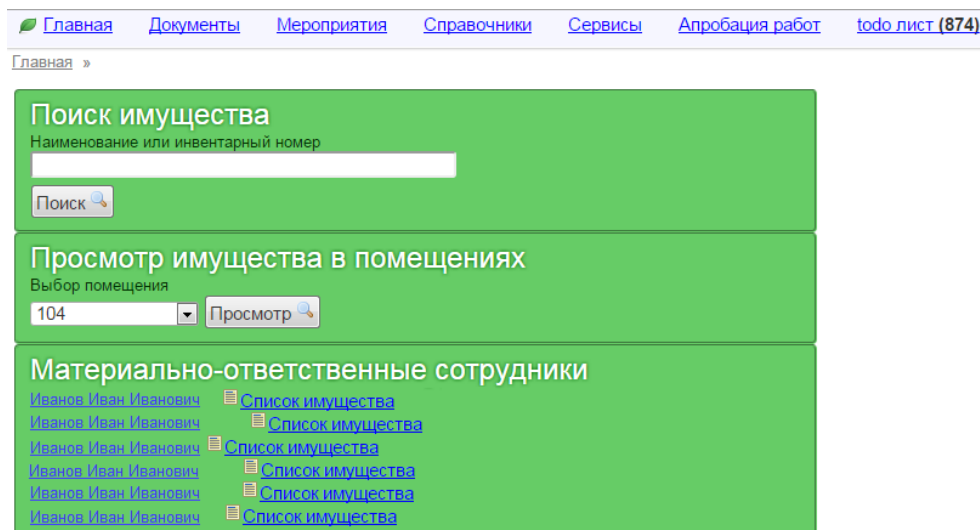 Главная Документы Мероприятия Справочники Сервисы Апробация работ todo лист (874)
Главная »
Поиск имущества
Наименование или инвентарный номер
Поиск
Просмотр имущества в помещениях
Выбор помещения
104 Просмотр
Материально-ответственные сотрудники
Иванов Иван Иванович Список имущества
Иванов Иван Иванович Список имущества
Иванов Иван Иванович Список имущества
Иванов Иван Иванович Список имущества
Иванов Иван Иванович Список имущества
Иванов Иван Иванович Список имущества